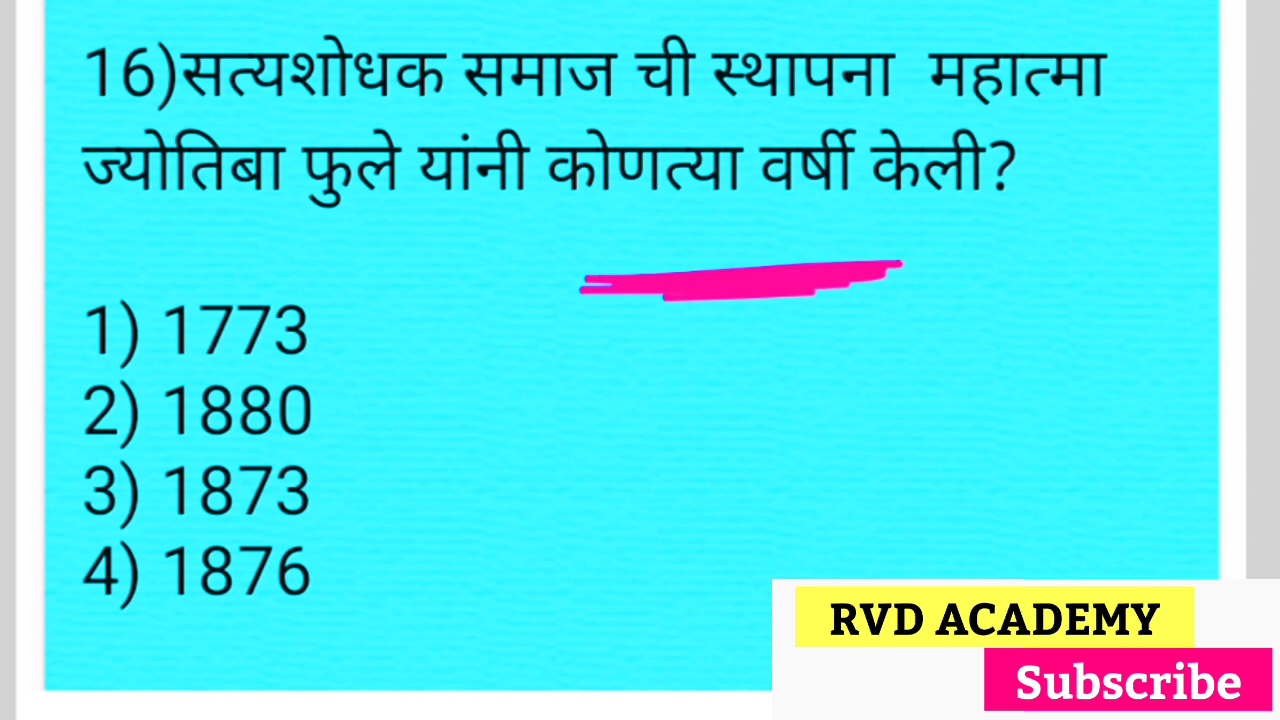 16)सत्यशोधक समाज ची स्थापना  महात्मा
ज्योतिबा फुले यांनी कोणत्या वर्षी केली?
1) 1773
2) 1880
3) 1873
4) 1876
RVD ACADEMY
Subscribe